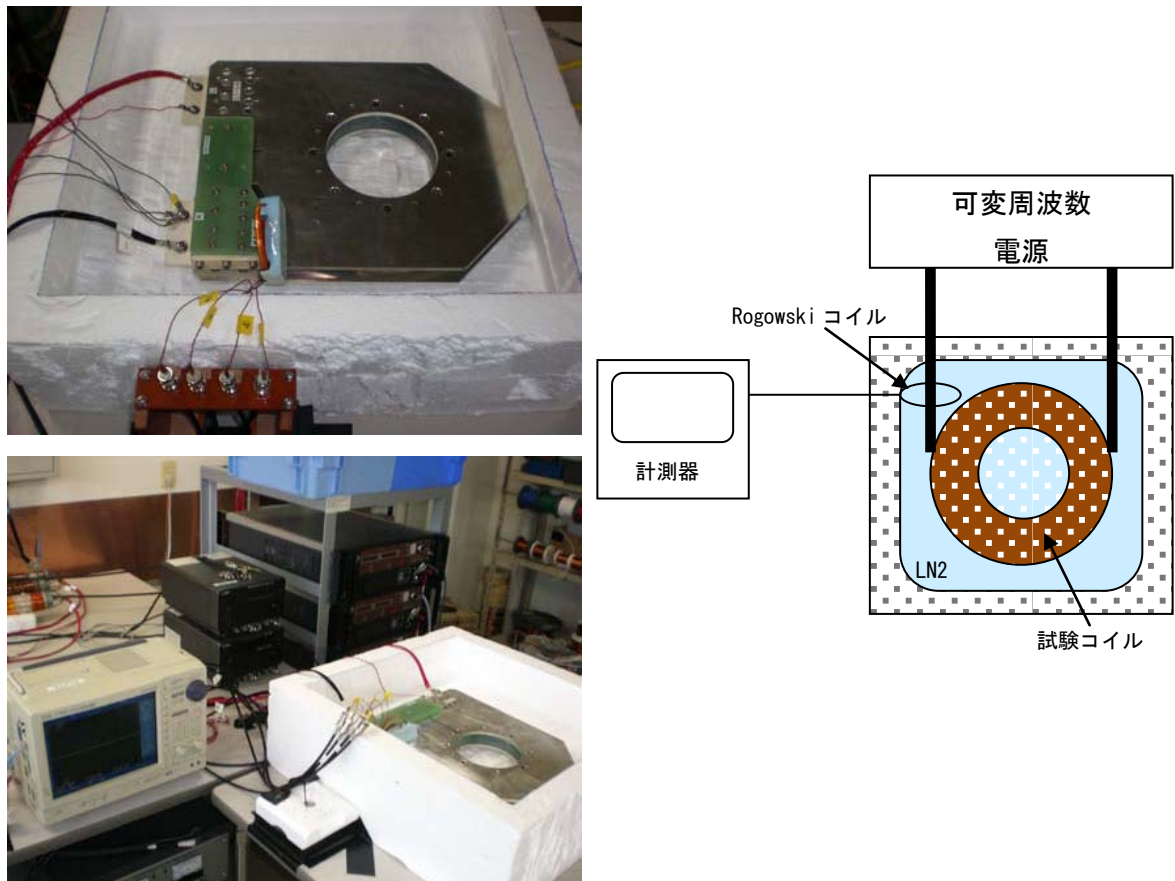 可変周波数
電源
Rogowski コイル
計測器
LN2
試験コイル